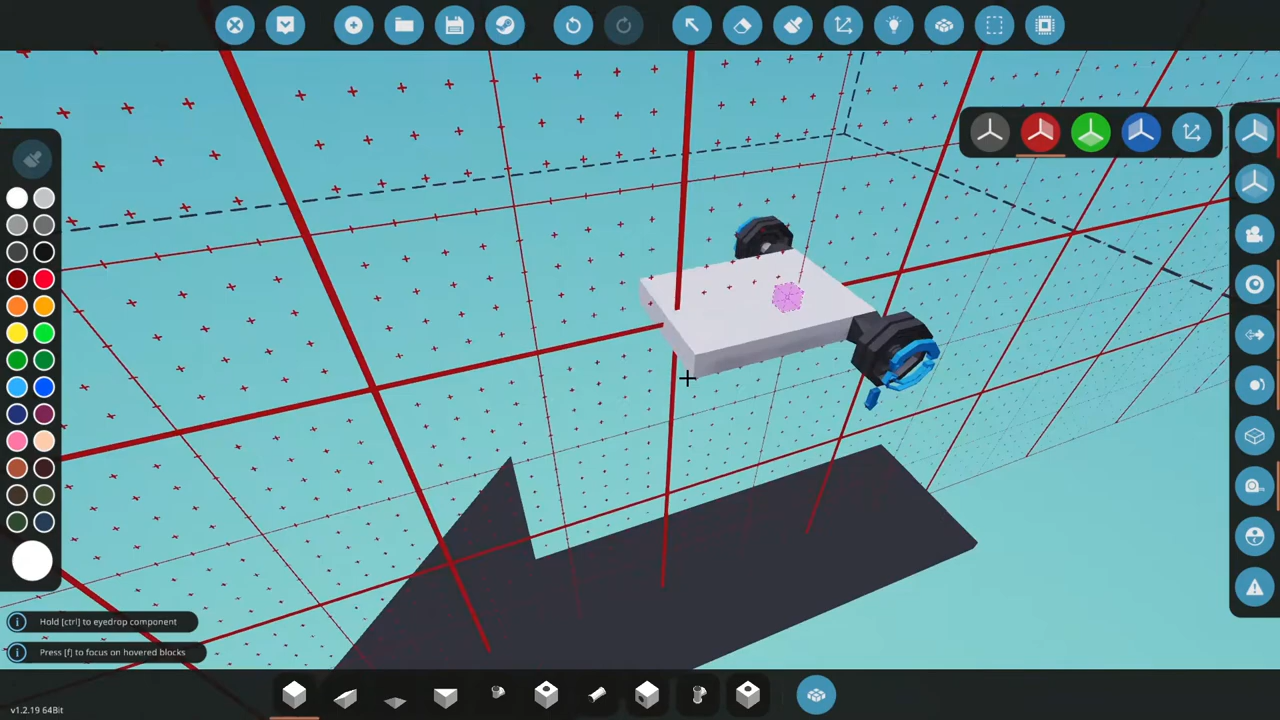 Hold [ctrl] to eyedrop component
Press [f] to focus on hovered blocks
v1.2.19 64Bit